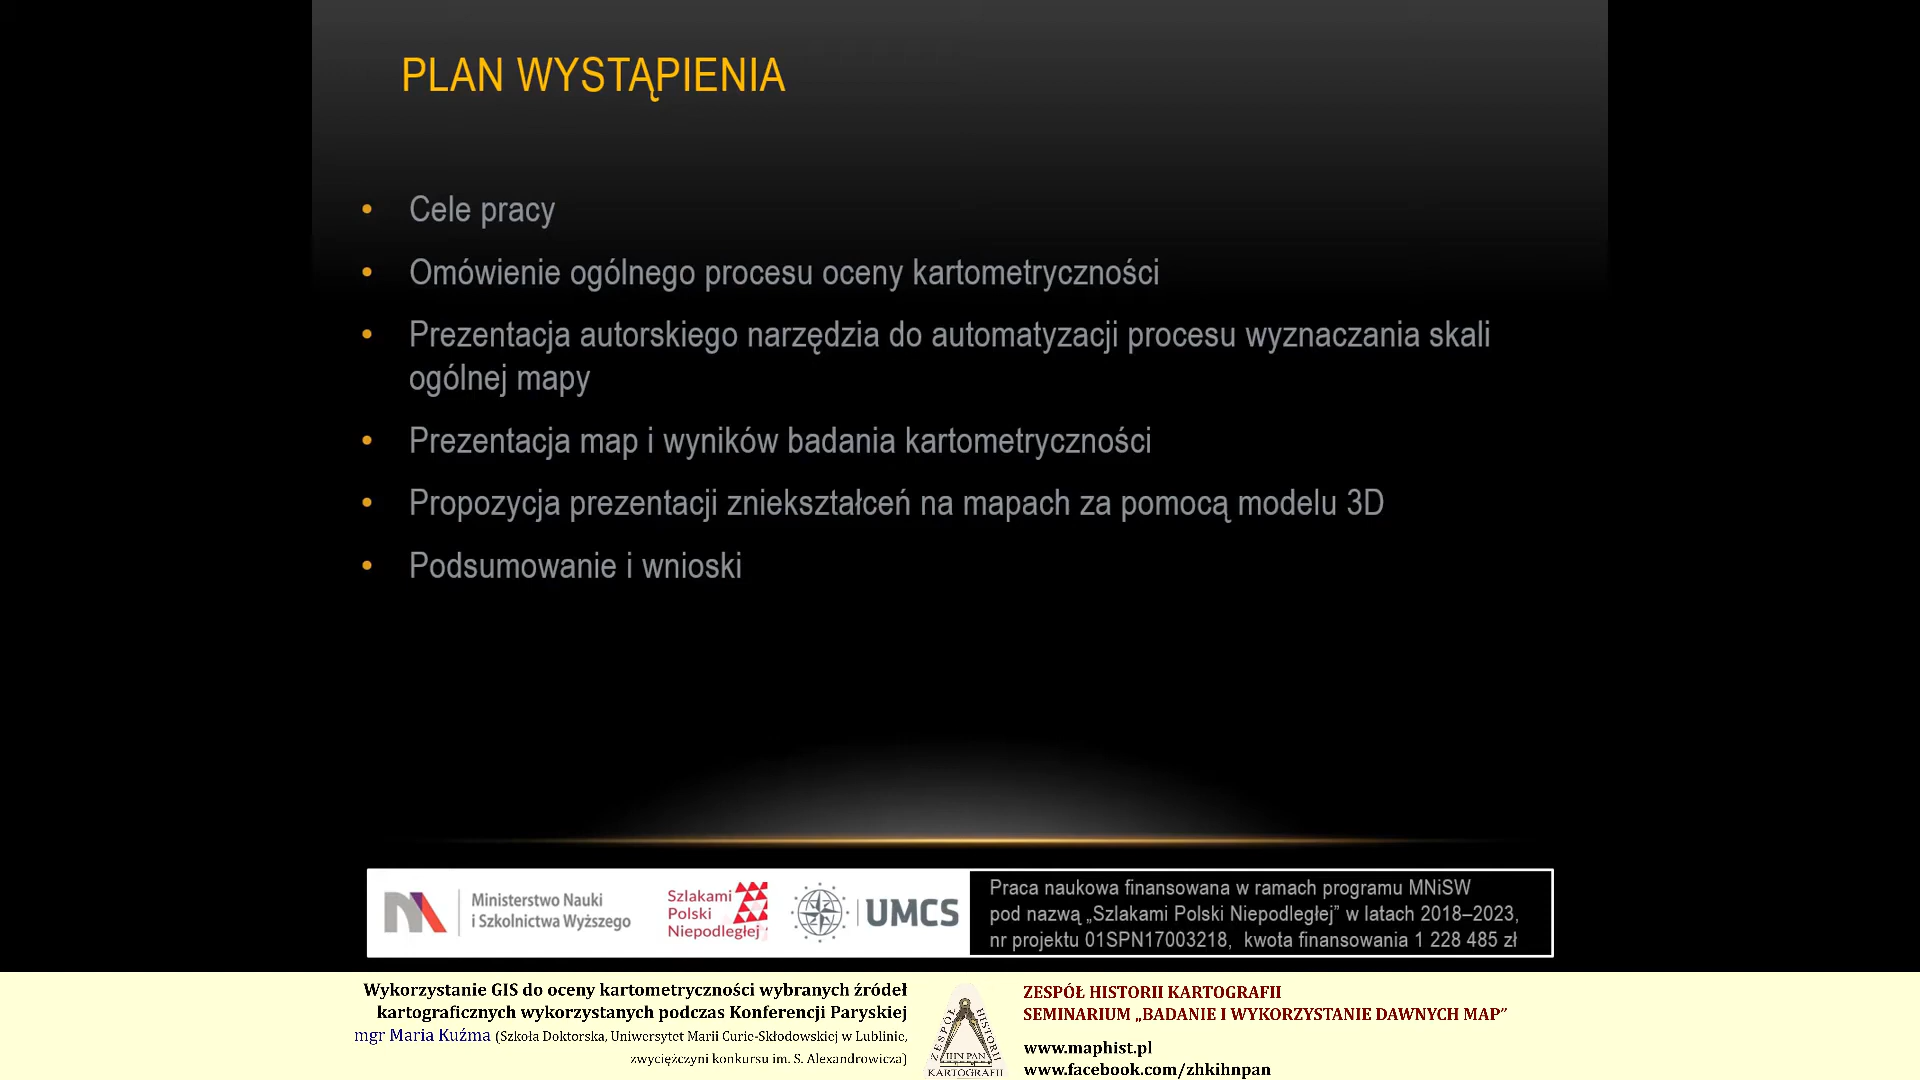 PLAN WYSTĄPIENIA
• Cele pracy
• Omówienie ogólnego procesu oceny kartometryczności
• Prezentacja autorskiego narzędzia do automatyzacji procesu wyznaczania skali
ogólnej mapy
• Prezentacja map i wyników badania kartometryczności
• Propozycja prezentacji zniekształceń na mapach za pomocą modelu 3D
• Podsumowanie i wnioski
Ministerstwo Nauki
i Szkolnictwa Wyższego
Szlakami
Polski
Niepodległej
UMCS
Praca naukowa finansowana w ramach programu MNiSW
pod nazwą „Szlakami Polski Niepodległej” w latach 2018–2023,
nr projektu 01SPN17003218, kwota finansowania 1 228 485 zł
Wykorzystanie GIS do oceny kartometryczności wybranych źródeł
kartograficznych wykorzystanych podczas Konferencji Paryskiej
mgr Maria Kuźma (Szkoła Doktorska, Uniwersytet Marii Curie-Skłodowskiej w Lublinie,
zwyciężczyni konkursu im. S. Alexandrowicza)
ZESPÓŁ HISTORII
IHN PAN
KARTOGRAFII
ZESPÓŁ HISTORII KARTOGRAFII
SEMINARIUM „BADANIE I WYKORZYSTANIE DAWNYCH MAP”
www.maphist.pl
www.facebook.com/zhkihnpan